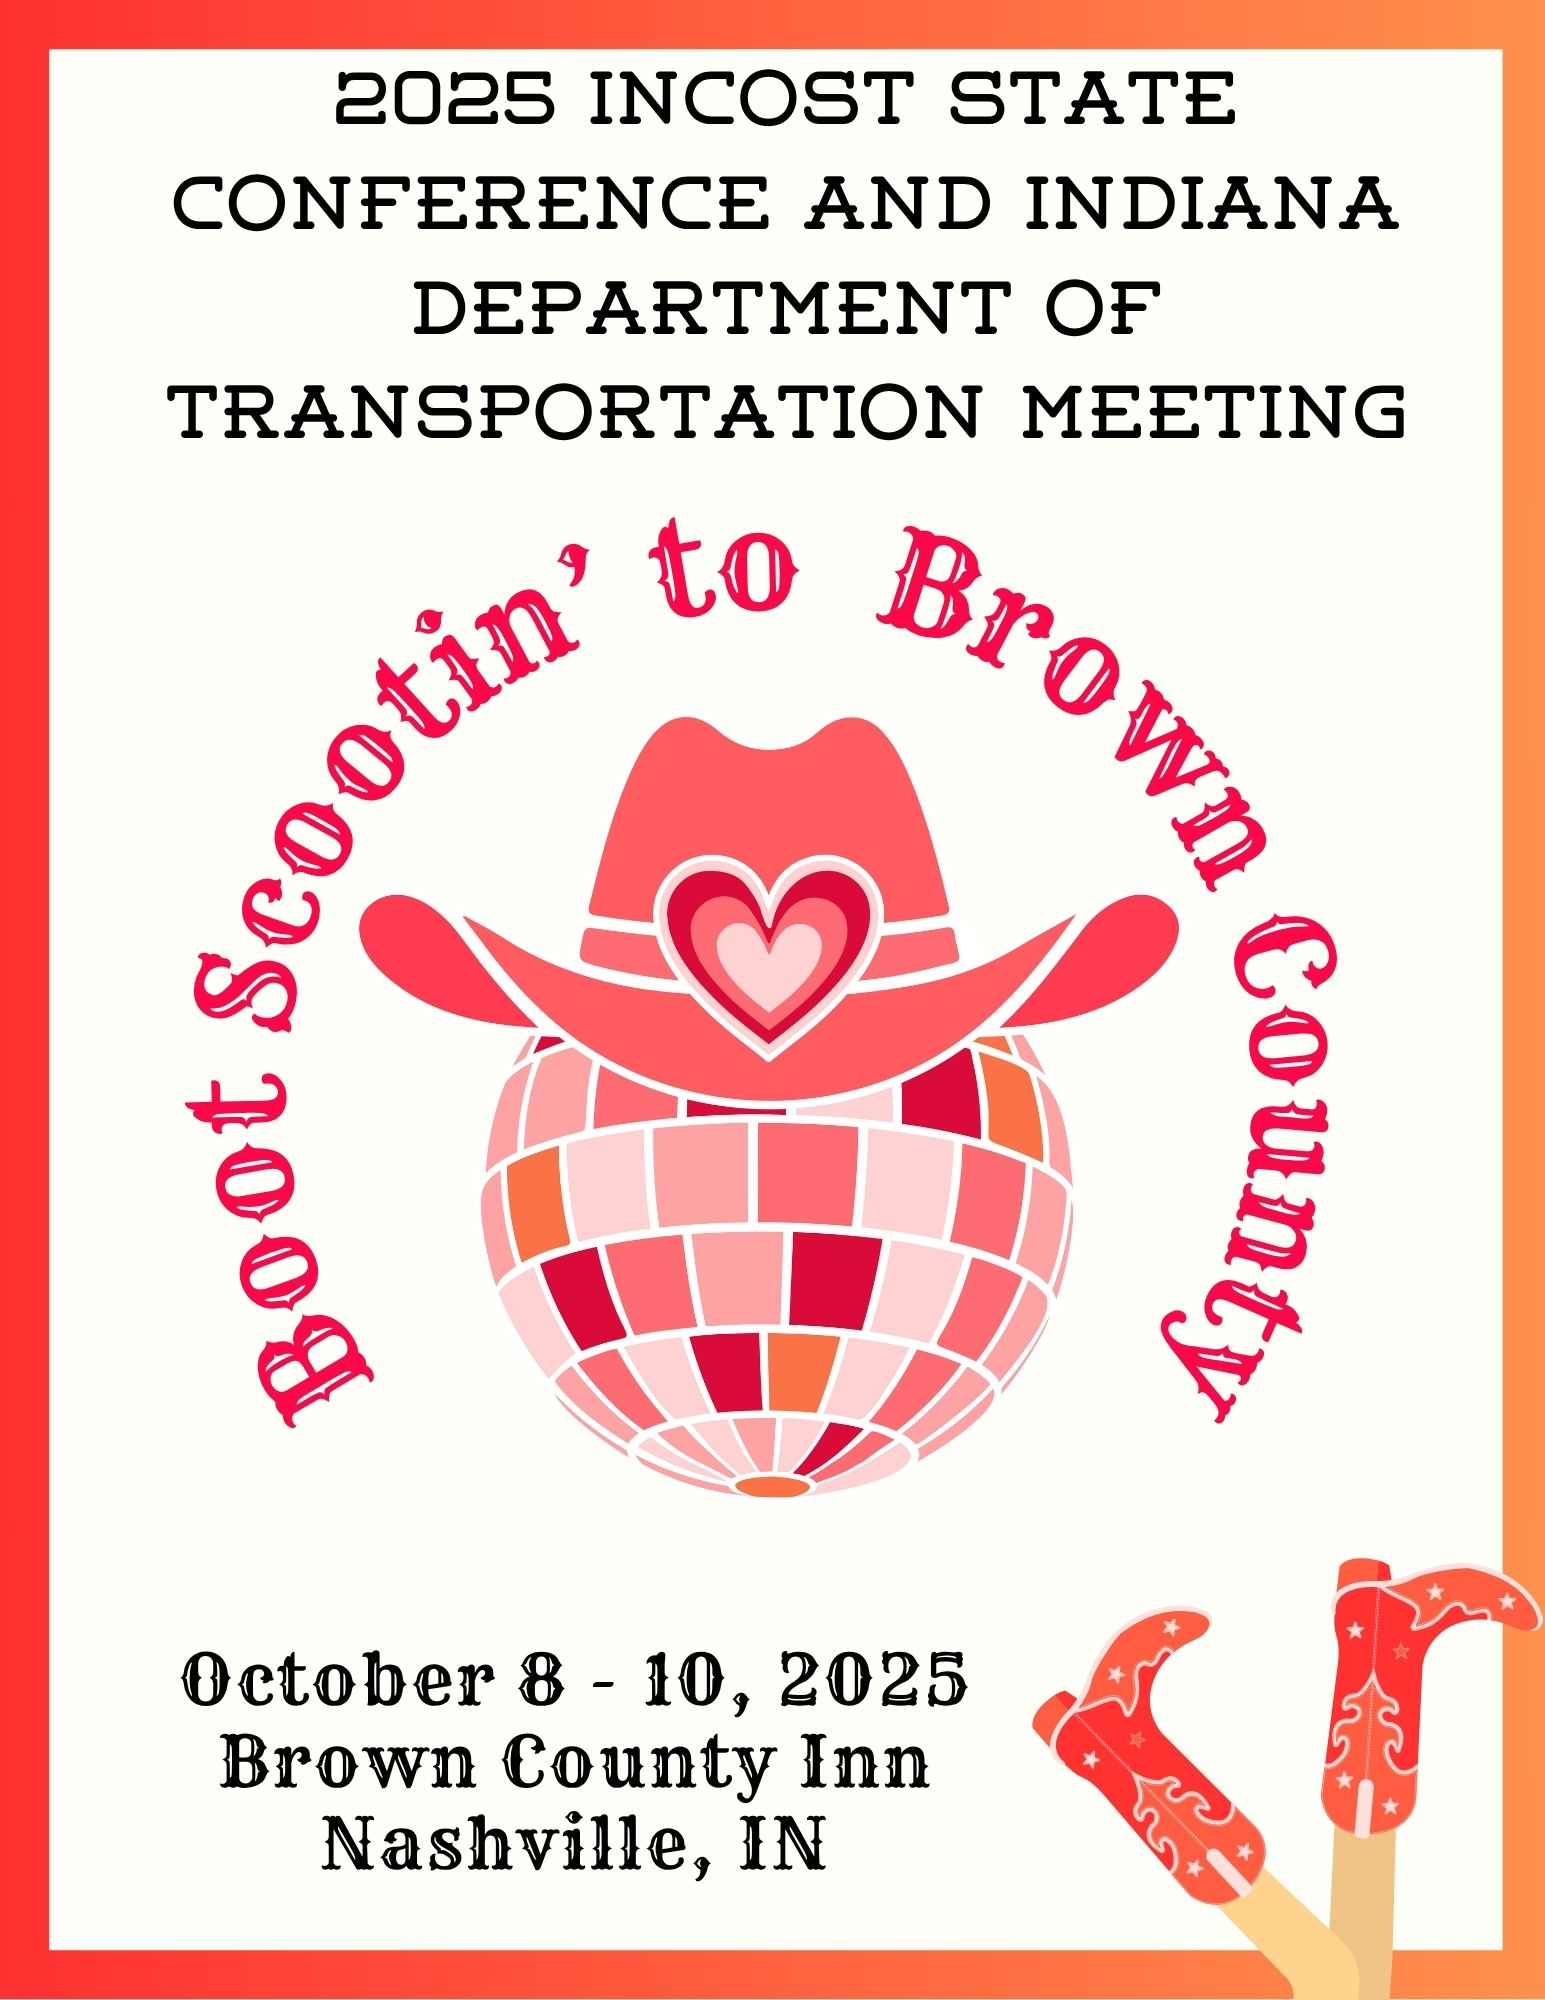 2025 INCOST STATE
CONFERENCE AND INDIANA
DEPARTMENT OF
TRANSPORTATION MEETING
Boot Scootin’ to Brown County
October 8 - 10, 2025
Brown County Inn
Nashville, IN